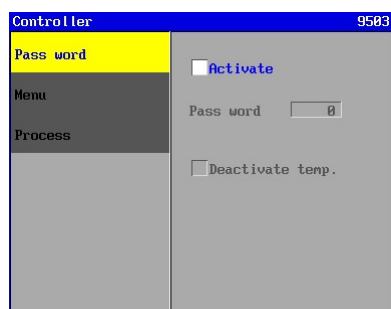 Controller 9503
Pass word
Activate
Menu
Pass word 0
Process
Deactivate temp.